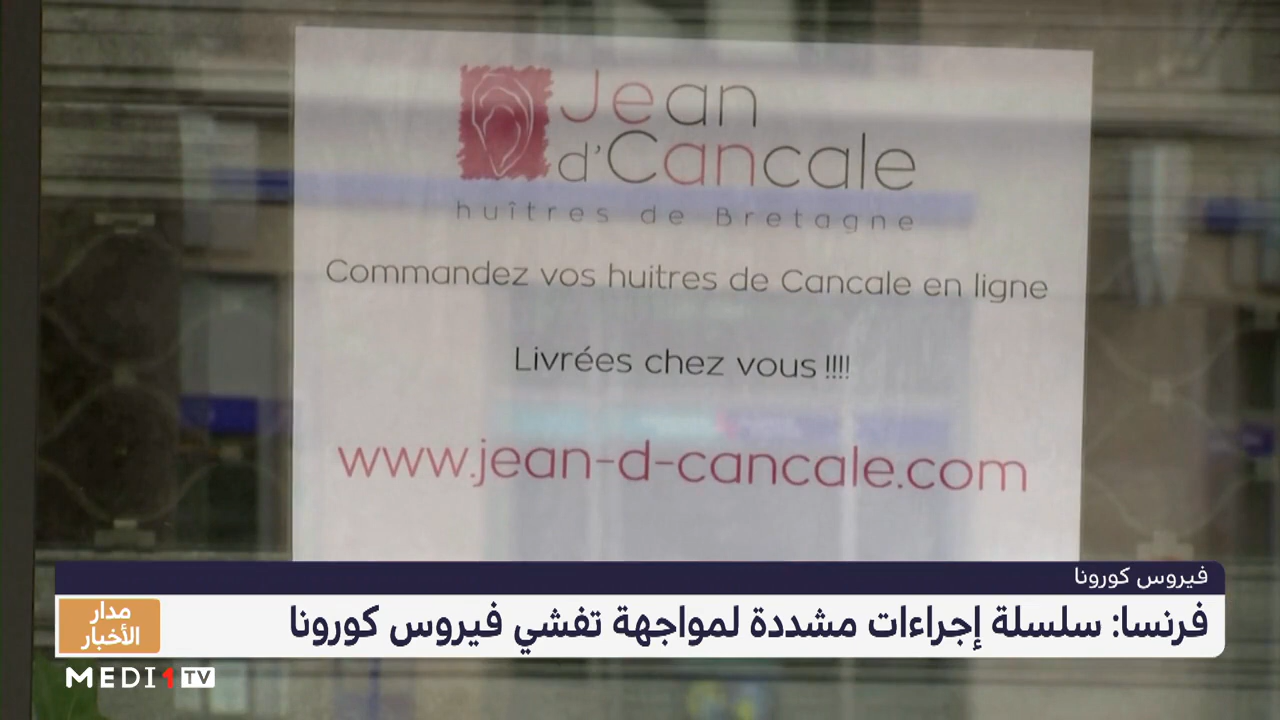 Jean
d'Cancale
huîtres de Bretagne
Commandez vos huitres de Cancale en ligne
Livrées chez vous !!!!
www.jean-d-cancale.com
فيروس كورونا
فرنسا: سلسلة إجراءات مشددة لمواجهة تفشي فيروس كورونا
مدار
الأخبار
MEDI1TV